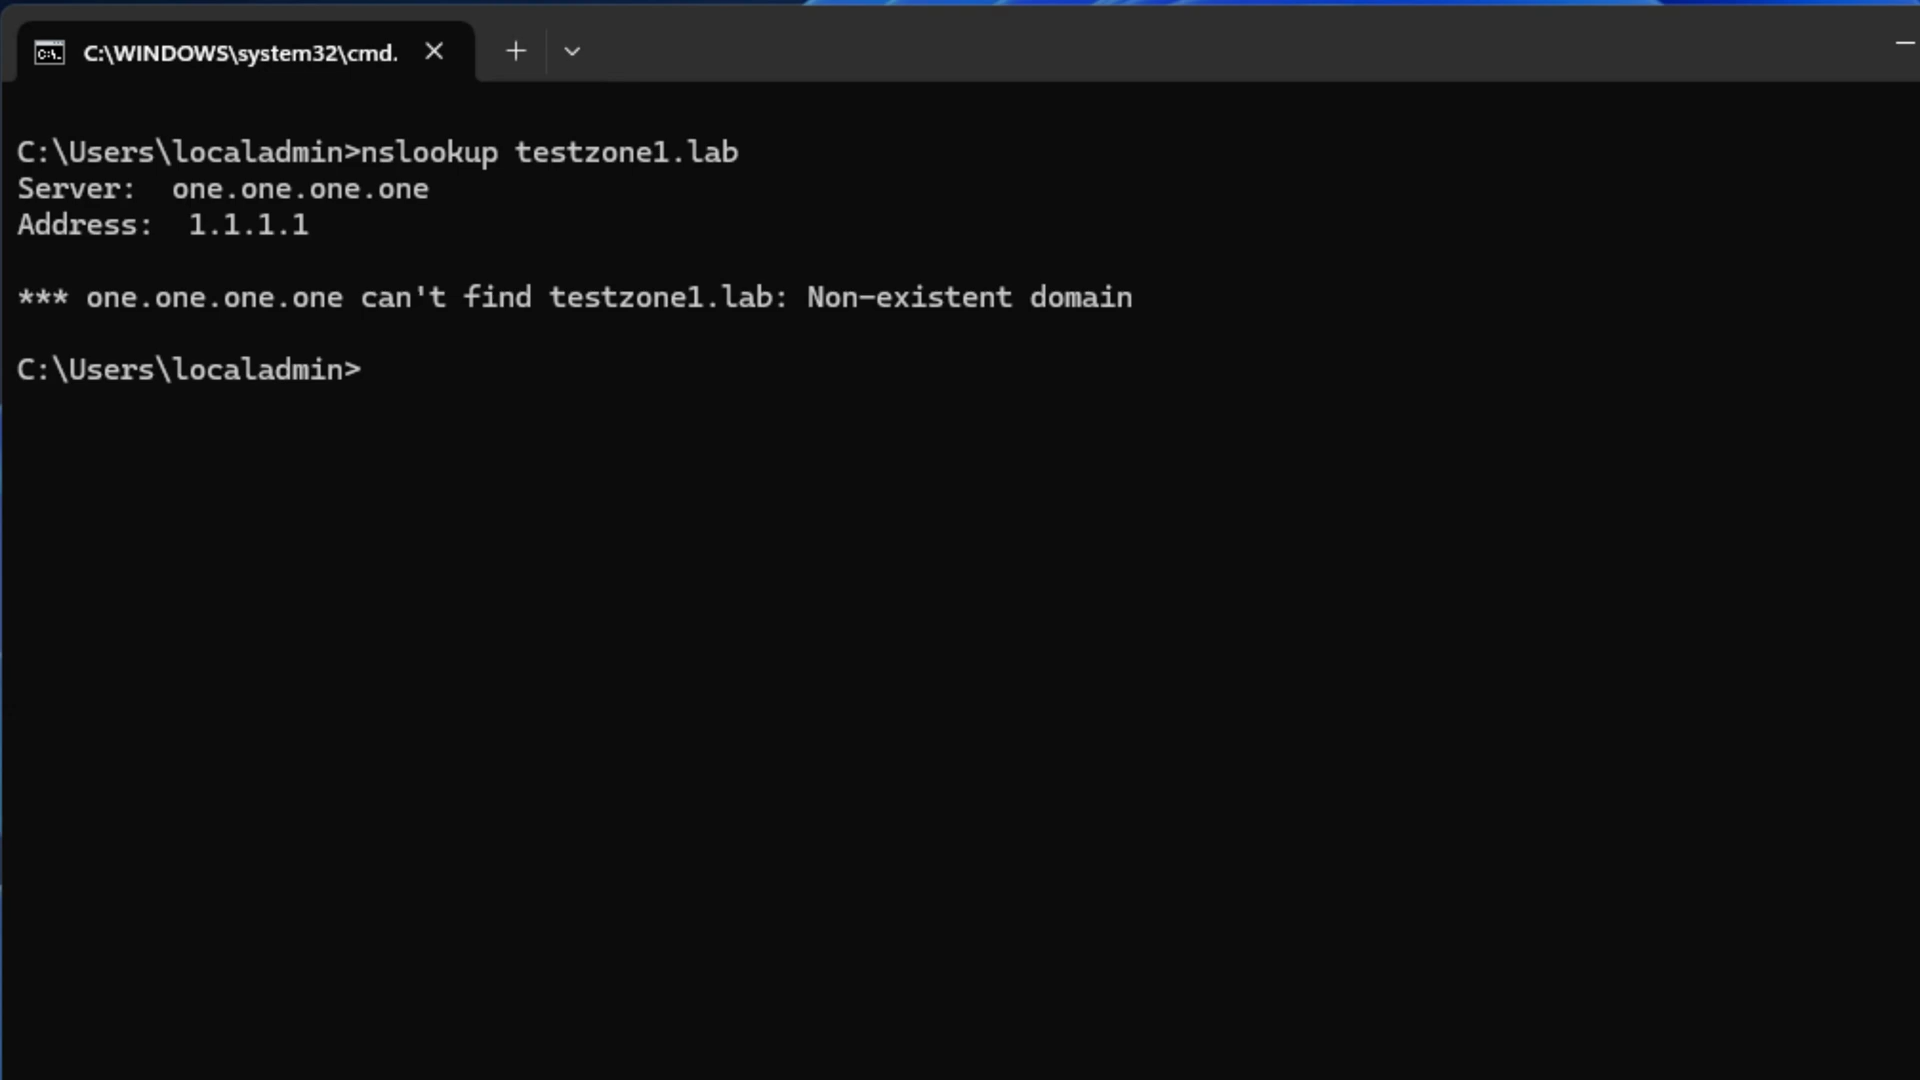 C:\WINDOWS\system32\cmd.
C:\Users\localadmin>nslookup testzone1.lab
Server:  one.one.one.one
Address:  1.1.1.1
*** one.one.one.one can't find testzone1.lab: Non-existent domain
C:\Users\localadmin>